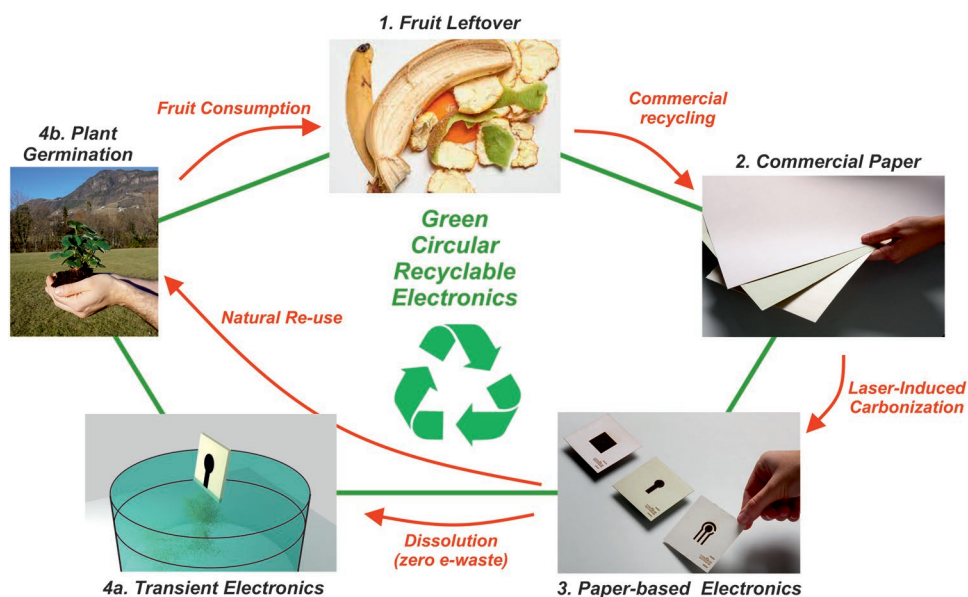 1. Fruit Leftover
Fruit Consumption
Commercial
recycling
4b. Plant
Germination
2. Commercial Paper
Green
Circular
Recyclable
Electronics
Natural Re-use
Laser-Induced
Carbonization
Dissolution
(zero e-waste)
4a. Transient Electronics
3. Paper-based Electronics